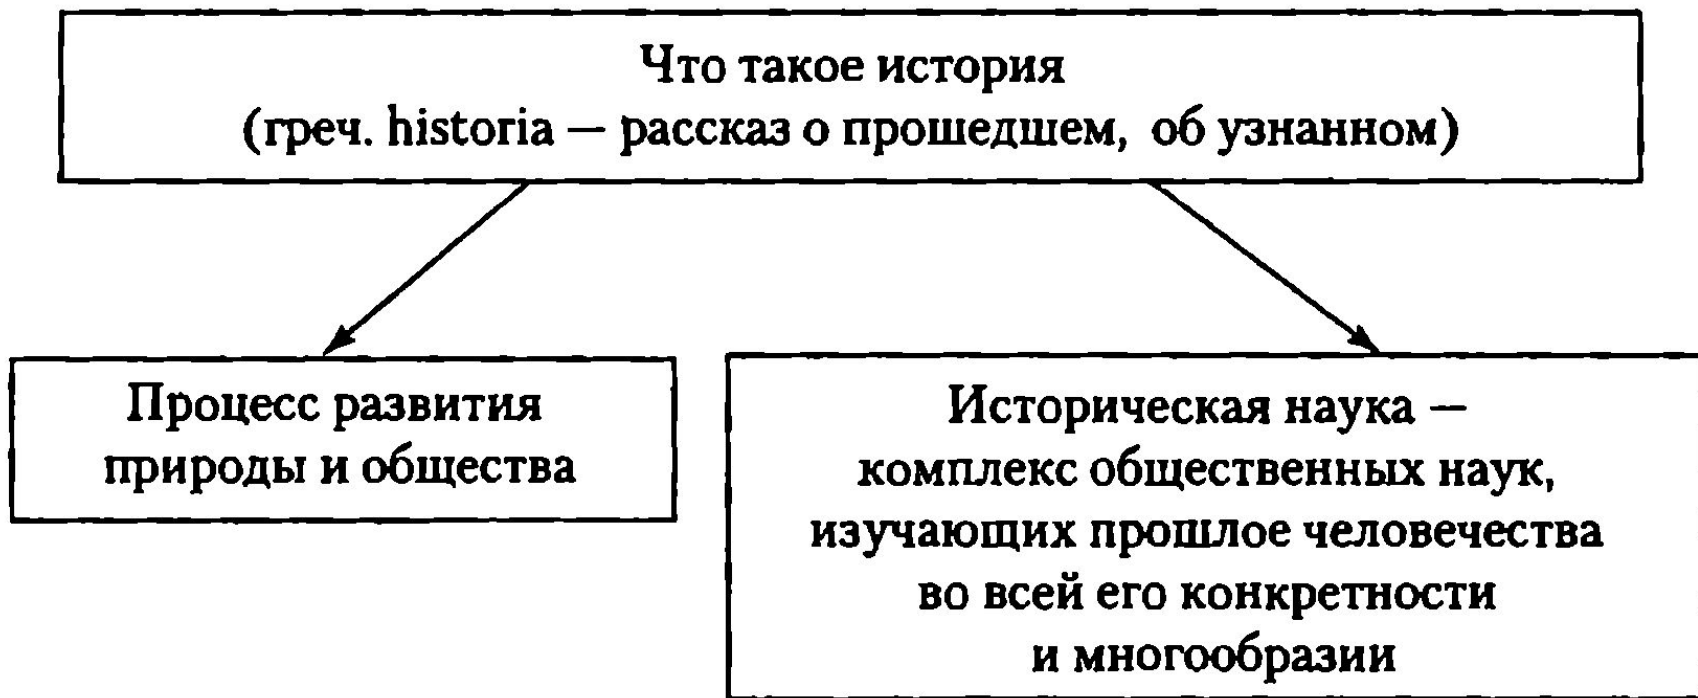 Что такое история
(греч. historia — рассказ о прошедшем, об узнанном)
Процесс развития
природы и общества
Историческая наука —
комплекс общественных наук,
изучающих прошлое человечества
во всей его конкретности
и многообразии